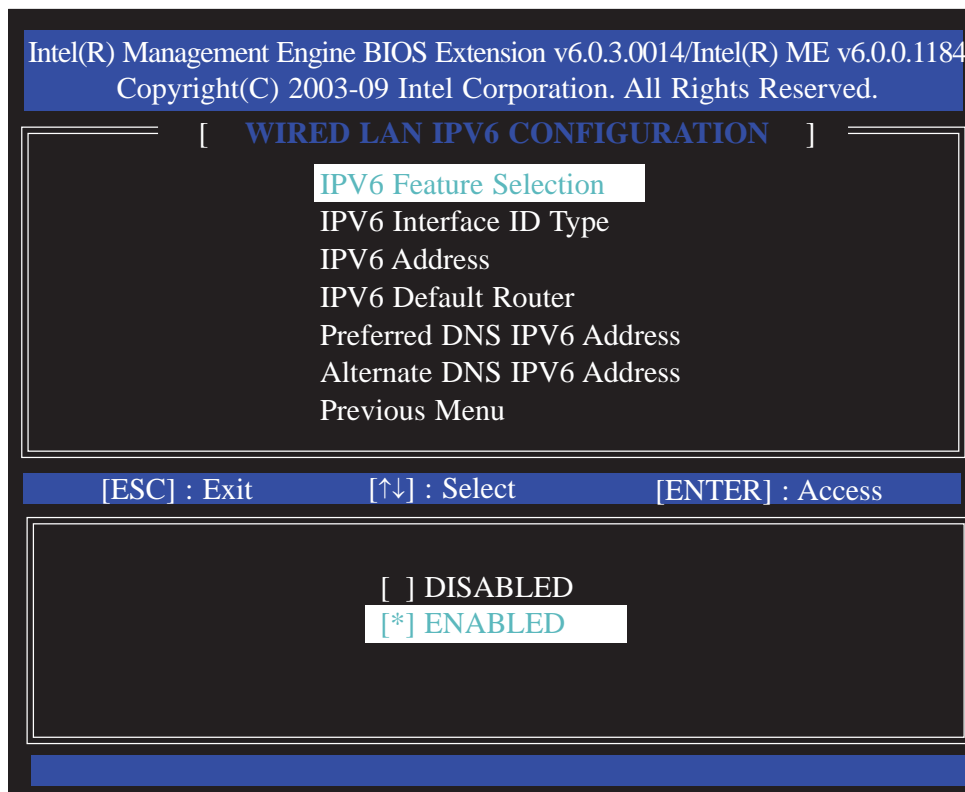 Intel(R) Management Engine BIOS Extension v6.0.3.0014/Intel(R) ME v6.0.0.1184
Copyright(C) 2003-09 Intel Corporation. All Rights Reserved.
[ WIRED LAN IPV6 CONFIGURATION ]
IPV6 Feature Selection
IPV6 Interface ID Type
IPV6 Address
IPV6 Default Router
Preferred DNS IPV6 Address
Alternate DNS IPV6 Address
Previous Menu
[ESC] : Exit [↑↓] : Select [ENTER] : Access
[ ] DISABLED
[*] ENABLED